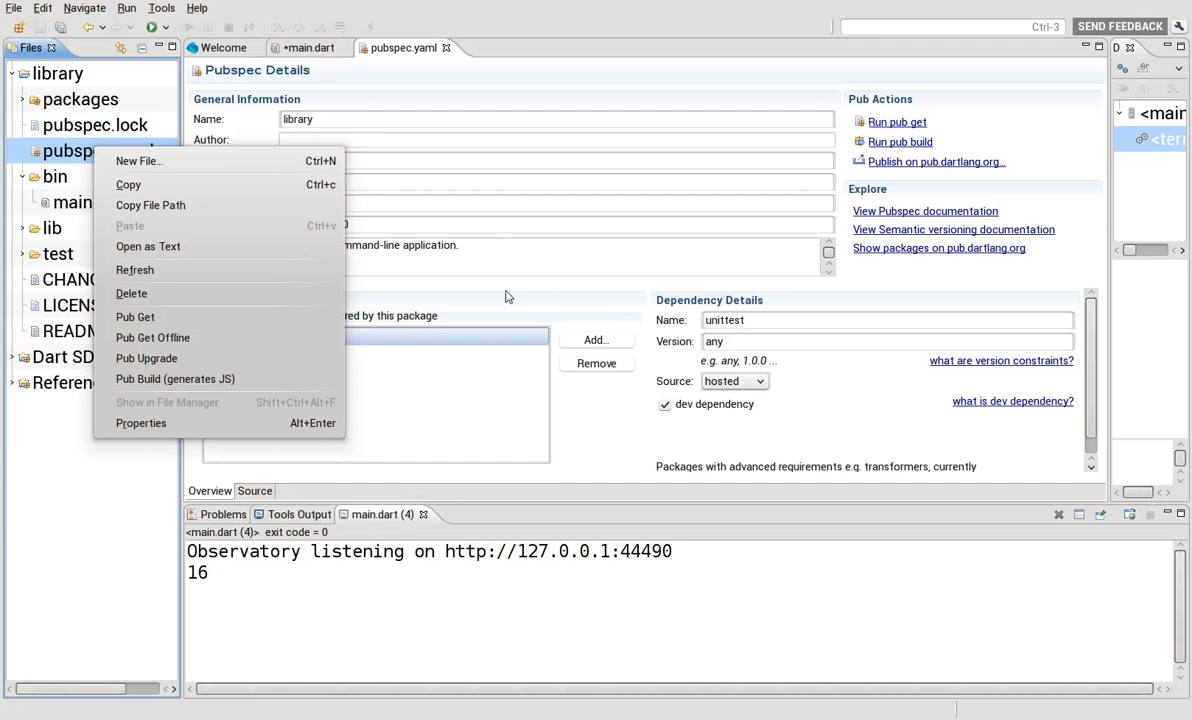 File Edit Navigate Run Tools Help
Ctrl-3 SEND FEEDBACK
Files Welcome *main.dart pubspec.yaml D
library
packages
pubspec.lock
bin
main
lib
test
Dart
New File... Ctrl+N
Copy Ctrl+c
Copy File Path
Paste Ctrl+v
Open as Text
Refresh
Delete
Pub Get
Pub Get Offline
Pub Upgrade
Pub Build (generates JS)
Show in File Manager Shift+Ctrl+Alt+F
Properties Alt+Enter
Pubspec Details
General Information
Name: library
Author:
command-line application.
by this package
Add...
Remove
Pub Actions
Run pub get
Run pub build
Publish on pub.dartlang.org...
Explore
View Pubspec documentation
View Semantic versioning documentation
Show packages on pub.dartlang.org
Dependency Details
Name: unittest
Version: any
e.g. any, 1.0.0 ... what are version constraints?
Source: hosted
dev dependency what is dev dependency?
Packages with advanced requirements e.g. transformers, currently
Overview Source
<main
Problems Tools Output main.dart (4)
<main.dart (4)> exit code = 0
Observatory listening on http://127.0.0.1:44490
16